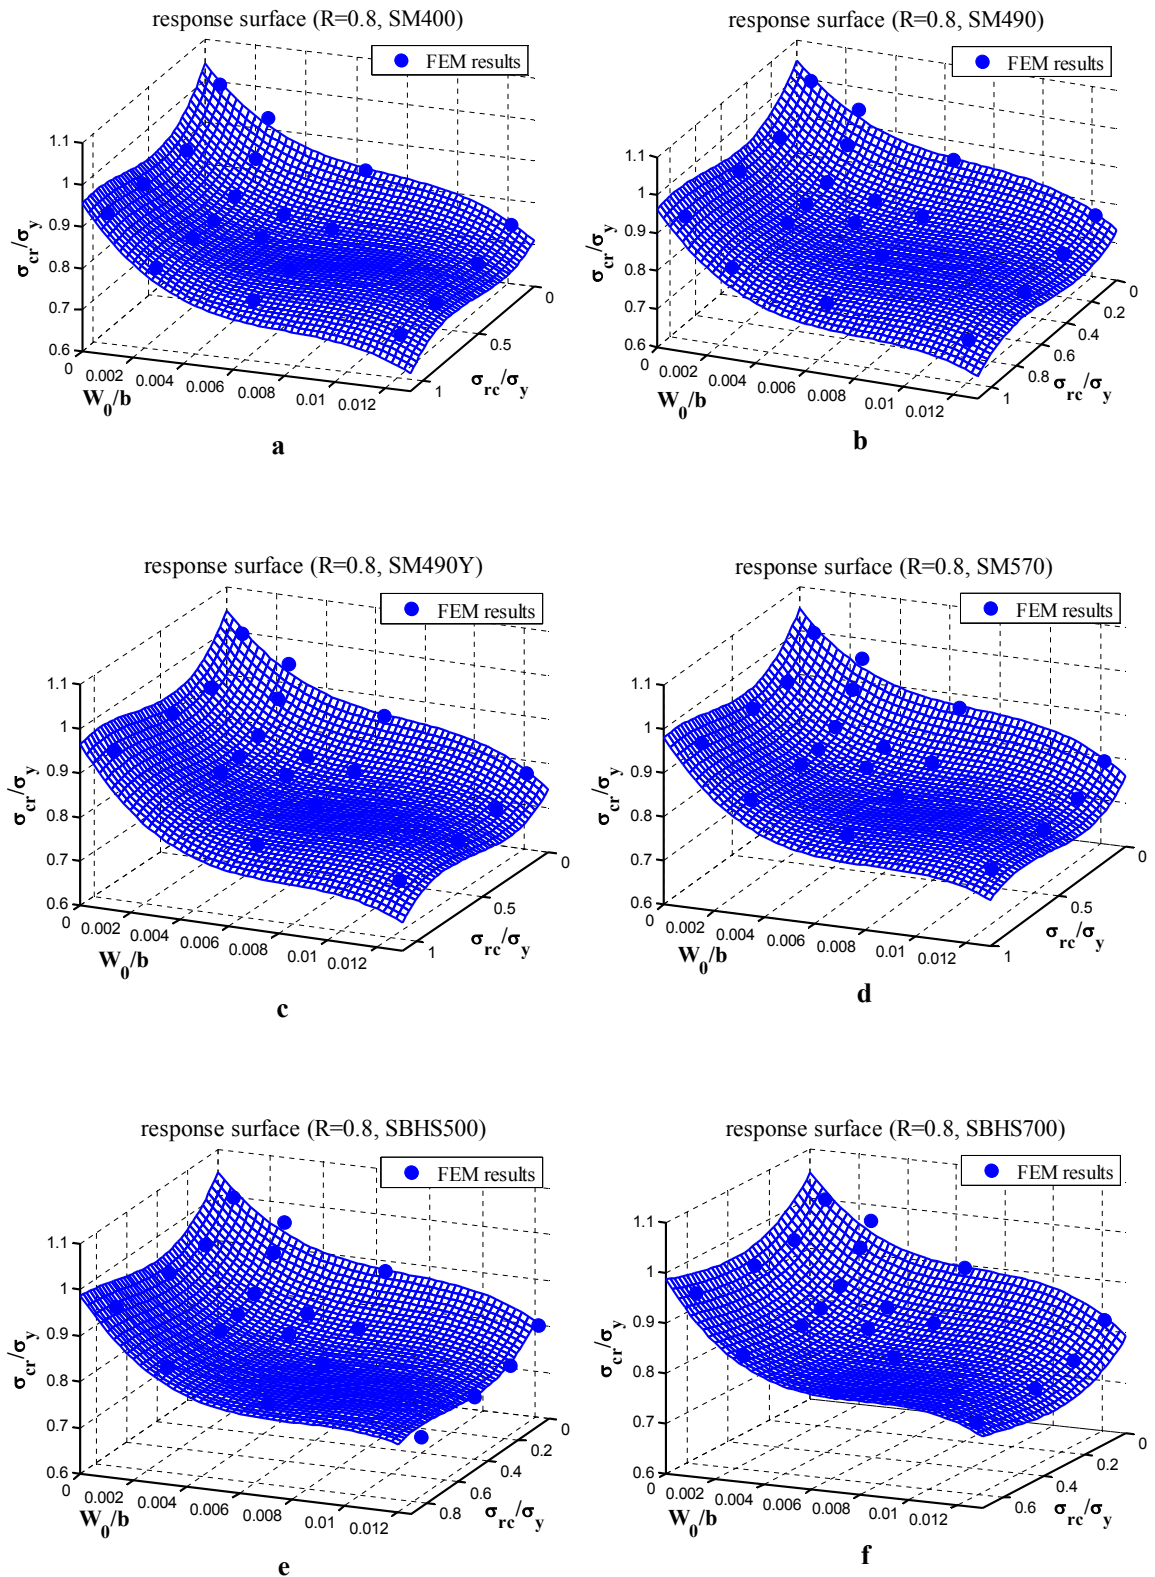 response surface (R=0.8, SM400)
FEM results
1.1
1
0.9
0.8
0.7
0.6
σcr/σy
0
0.002
0.004
0.006
0.008
0.01
0.012
W0/b
0
0.5
1
σrc/σy
a
response surface (R=0.8, SM490)
FEM results
1.1
1
0.9
0.8
0.7
0.6
σcr/σy
0
0.002
0.004
0.006
0.008
0.01
0.012
W0/b
0
0.2
0.4
0.6
0.8
1
σrc/σy
b
response surface (R=0.8, SM490Y)
FEM results
1.1
1
0.9
0.8
0.7
0.6
σcr/σy
0
0.002
0.004
0.006
0.008
0.01
0.012
W0/b
0
0.5
1
σrc/σy
c
response surface (R=0.8, SM570)
FEM results
1.1
1
0.9
0.8
0.7
0.6
σcr/σy
0
0.002
0.004
0.006
0.008
0.01
0.012
W0/b
0
0.5
1
σrc/σy
d
response surface (R=0.8, SBHS500)
FEM results
1.1
1
0.9
0.8
0.7
0.6
σcr/σy
0
0.002
0.004
0.006
0.008
0.01
0.012
W0/b
0
0.2
0.4
0.6
0.8
σrc/σy
e
response surface (R=0.8, SBHS700)
FEM results
1.1
1
0.9
0.8
0.7
0.6
σcr/σy
0
0.002
0.004
0.006
0.008
0.01
0.012
W0/b
0
0.2
0.4
0.6
σrc/σy
f